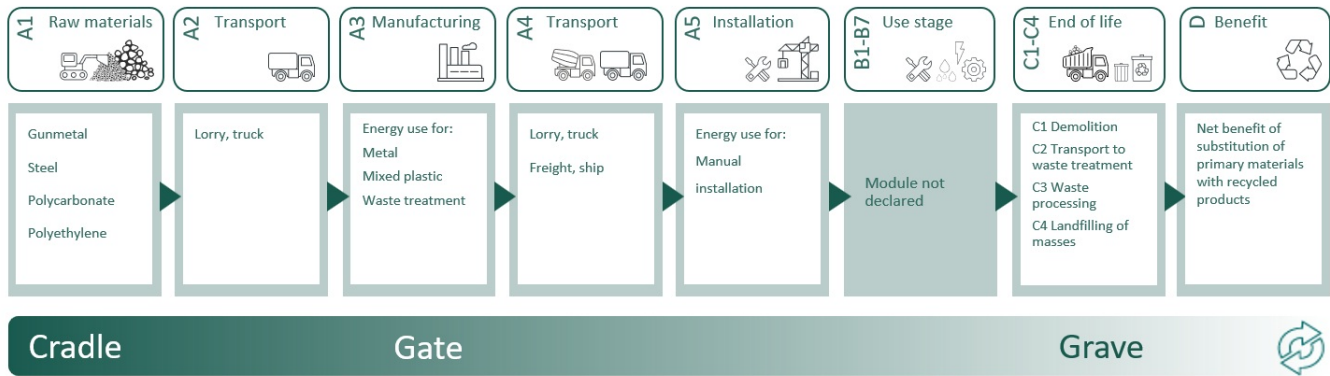 A1 Raw materials
A2 Transport
A3 Manufacturing
A4 Transport
A5 Installation
B1-B7 Use stage
C1-C4 End of life
D Benefit
Gunmetal
Steel
Polycarbonate
Polyethylene
Lorry, truck
Energy use for:
Metal
Mixed plastic
Waste treatment
Lorry, truck
Freight, ship
Energy use for:
Manual
installation
Module not
declared
C1 Demolition
C2 Transport to
waste treatment
C3 Waste
processing
C4 Landfilling of
masses
Net benefit of
substitution of
primary materials
with recycled
products
Cradle
Gate
Grave